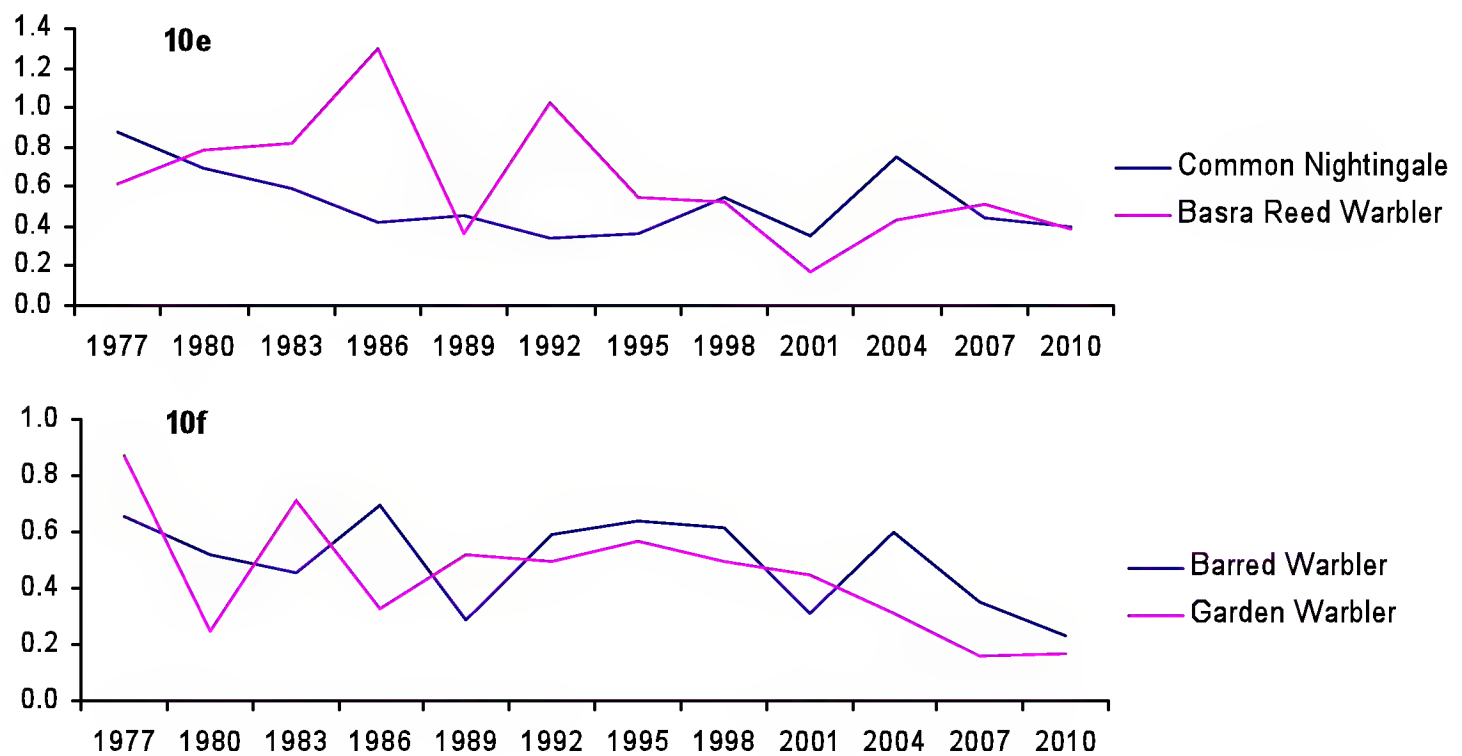 10e
1.4
1.2
1.0
0.8
0.6
0.4
0.2
0.0
1977 1980 1983 1986 1989 1992 1995 1998 2001 2004 2007 2010
Common Nightingale
Basra Reed Warbler
10f
1.0
0.8
0.6
0.4
0.2
0.0
1977 1980 1983 1986 1989 1992 1995 1998 2001 2004 2007 2010
Barred Warbler
Garden Warbler